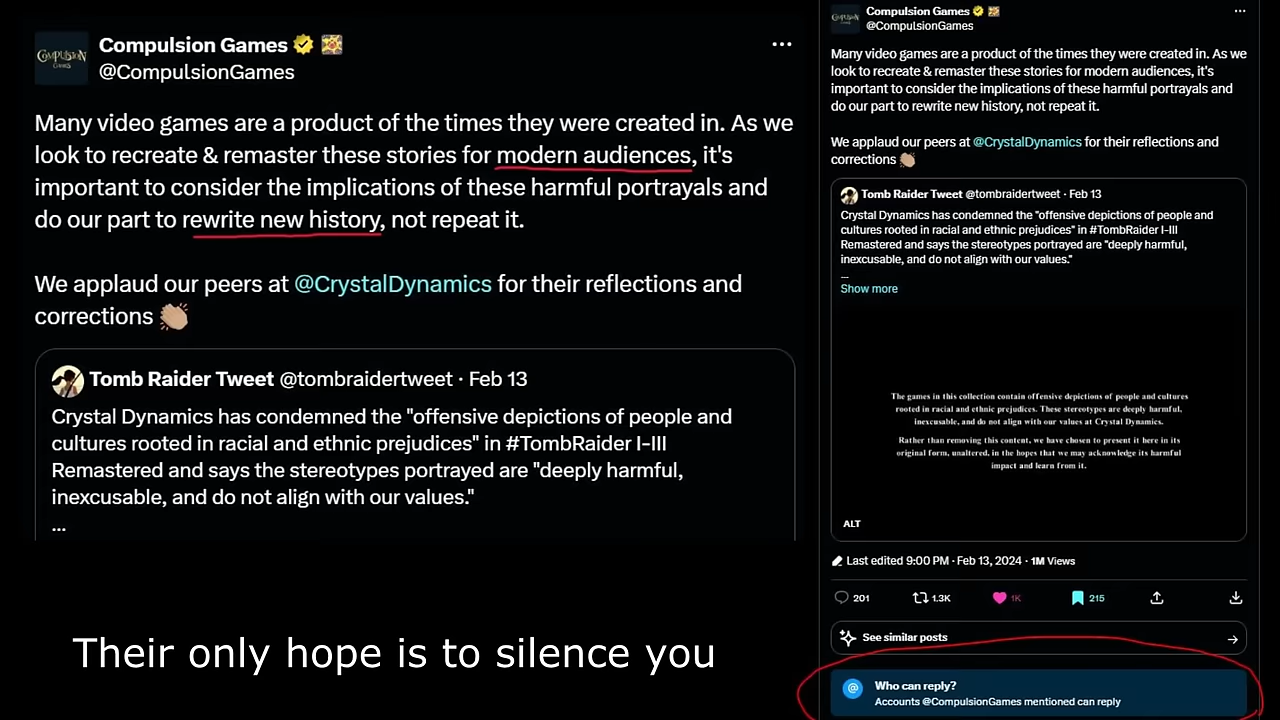 Compulsion Games
@CompulsionGames
Many video games are a product of the times they were created in. As we
look to recreate & remaster these stories for modern audiences, it's
important to consider the implications of these harmful portrayals and
do our part to rewrite new history, not repeat it.
We applaud our peers at @CrystalDynamics for their reflections and
corrections 👏🏼
Tomb Raider Tweet @tombraidertweet · Feb 13
Crystal Dynamics has condemned the "offensive depictions of people and
cultures rooted in racial and ethnic prejudices" in #TombRaider I-III
Remastered and says the stereotypes portrayed are "deeply harmful,
inexcusable, and do not align with our values."
...
Their only hope is to silence you
Compulsion Games
@CompulsionGames
Many video games are a product of the times they were created in. As we
look to recreate & remaster these stories for modern audiences, it's
important to consider the implications of these harmful portrayals and
do our part to rewrite new history, not repeat it.
We applaud our peers at @CrystalDynamics for their reflections and
corrections 👏🏼
Tomb Raider Tweet @tombraidertweet · Feb 13
Crystal Dynamics has condemned the "offensive depictions of people and
cultures rooted in racial and ethnic prejudices" in #TombRaider I-III
Remastered and says the stereotypes portrayed are "deeply harmful,
inexcusable, and do not align with our values."
...
Show more
The games in this collection contain offensive depictions of people and cultures
rooted in racial and ethnic prejudices. These stereotypes are deeply harmful,
inexcusable, and do not align with our values at Crystal Dynamics.
Rather than removing this content, we have chosen to present it here in its
original form, unaltered, in the hopes that we may acknowledge its harmful
impact and learn from it.
ALT
Last edited 9:00 PM · Feb 13, 2024 · 1M Views
201 1.3K 1K 215
See similar posts
Who can reply?
Accounts @CompulsionGames mentioned can reply